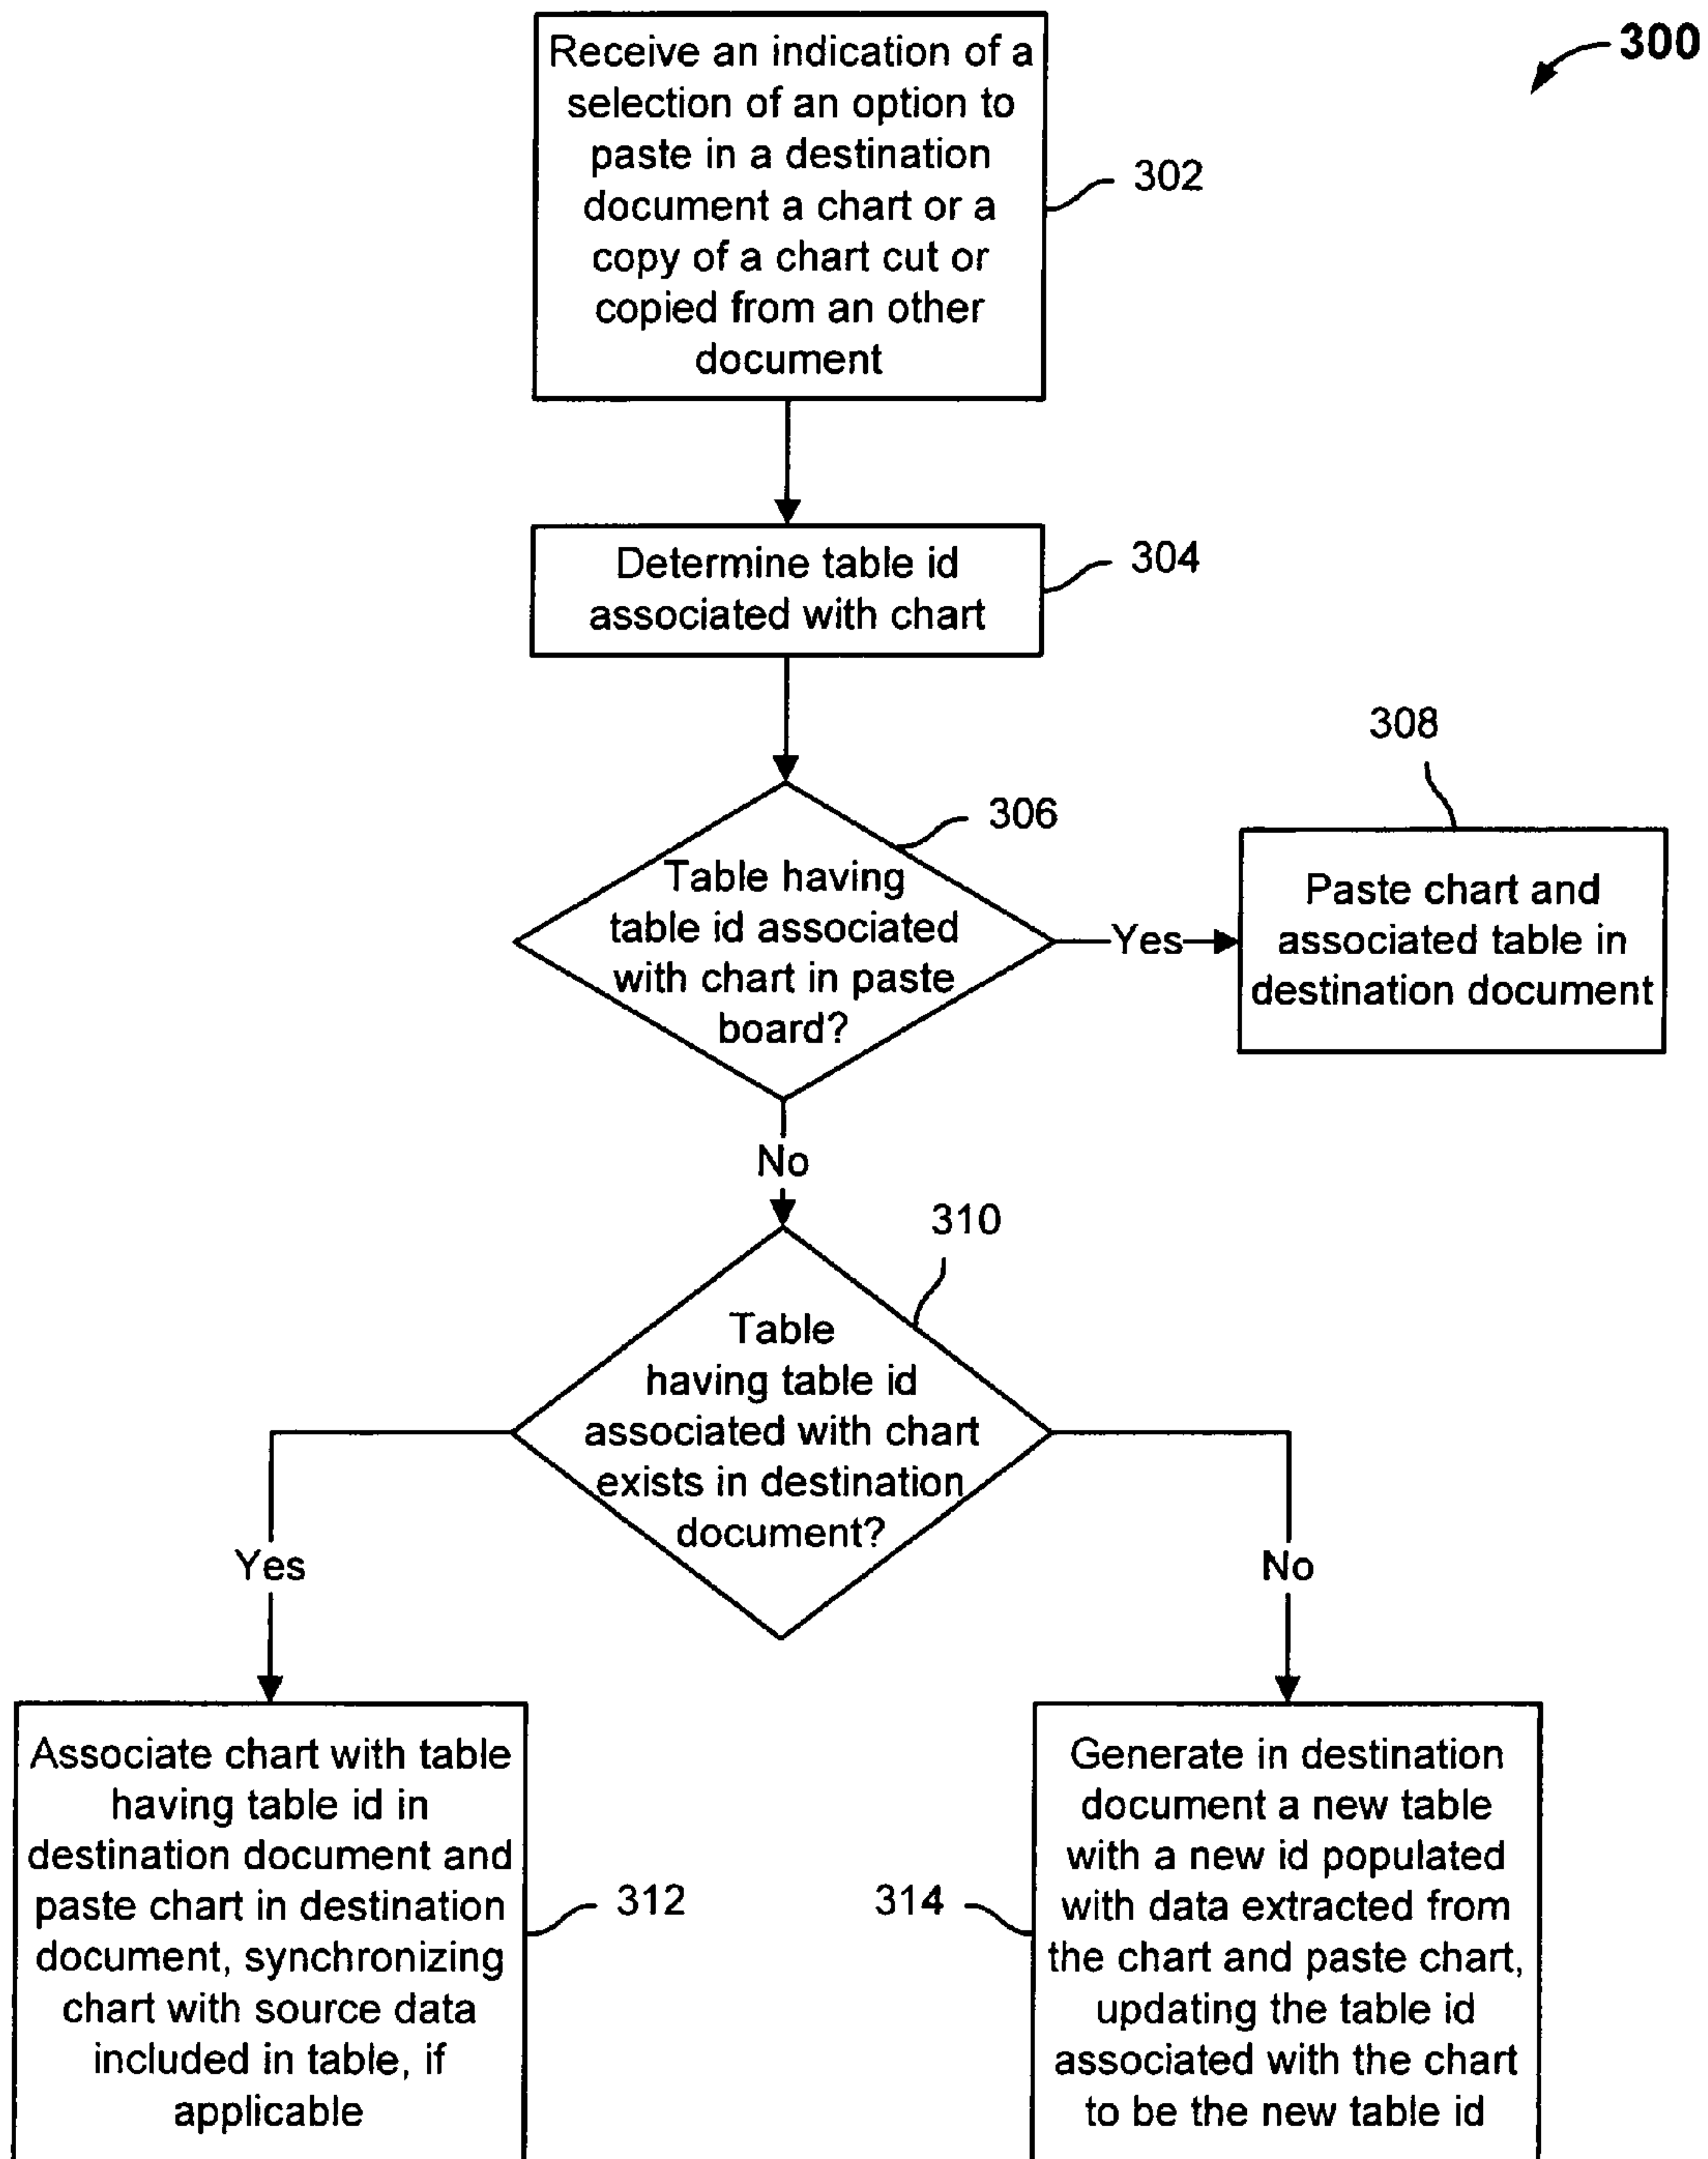 300
Receive an indication of a
selection of an option to
paste in a destination
document a chart or a
copy of a chart cut or
copied from an other
document
302
Determine table id
associated with chart
304
306
Table having
table id associated
with chart in paste
board?
Yes
308
Paste chart and
associated table in
destination document
No
310
Table
having table id
associated with chart
exists in destination
document?
Yes
No
Associate chart with table
having table id in
destination document and
paste chart in destination
document, synchronizing
chart with source data
included in table, if
applicable
312
314
Generate in destination
document a new table
with a new id populated
with data extracted from
the chart and paste chart,
updating the table id
associated with the chart
to be the new table id